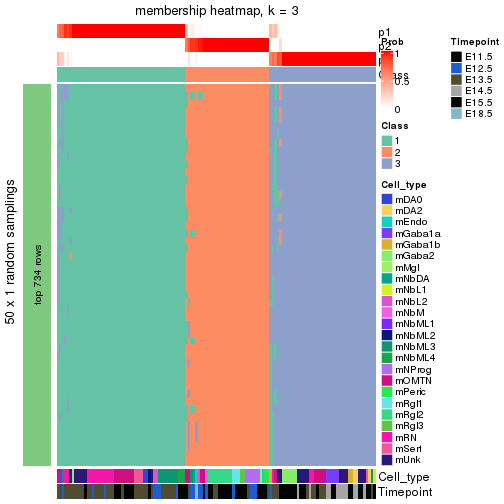 membership heatmap, k = 3
p1
p2
p3
Class
50 x 1 random samplings
top 734 rows
Cell_type
Timepoint
Prob
1
0.5
0
Class
1
2
3
Cell_type
mDA0
mDA2
mEndo
mGaba1a
mGaba1b
mGaba2
mMgl
mNbDA
mNbL1
mNbL2
mNbM
mNbML1
mNbML2
mNbML3
mNbML4
mNProg
mOMTN
mPeric
mRgl1
mRgl2
mRgl3
mRN
mSert
mUnk
Timepoint
E11.5
E12.5
E13.5
E14.5
E15.5
E18.5